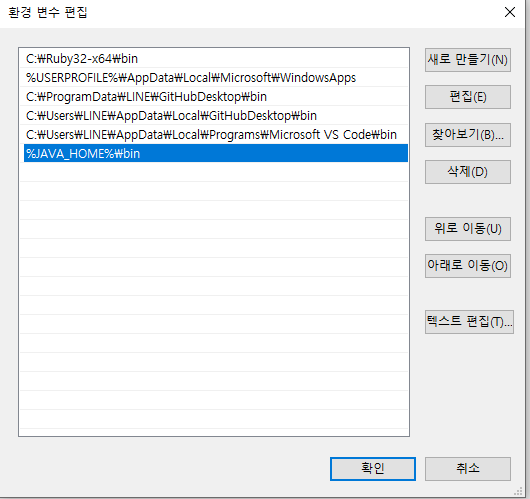 환경 변수 편집
C:₩Ruby32-x64₩bin
%USERPROFILE%₩AppData₩Local₩Microsoft₩WindowsApps
C:₩ProgramData₩LINE₩GitHubDesktop₩bin
C:₩Users₩LINE₩AppData₩Local₩GitHubDesktop₩bin
C:₩Users₩LINE₩AppData₩Local₩Programs₩Microsoft VS Code₩bin
%JAVA_HOME%₩bin
새로 만들기(N)
편집(E)
찾아보기(B)...
삭제(D)
위로 이동(U)
아래로 이동(O)
텍스트 편집(T)...
확인
취소